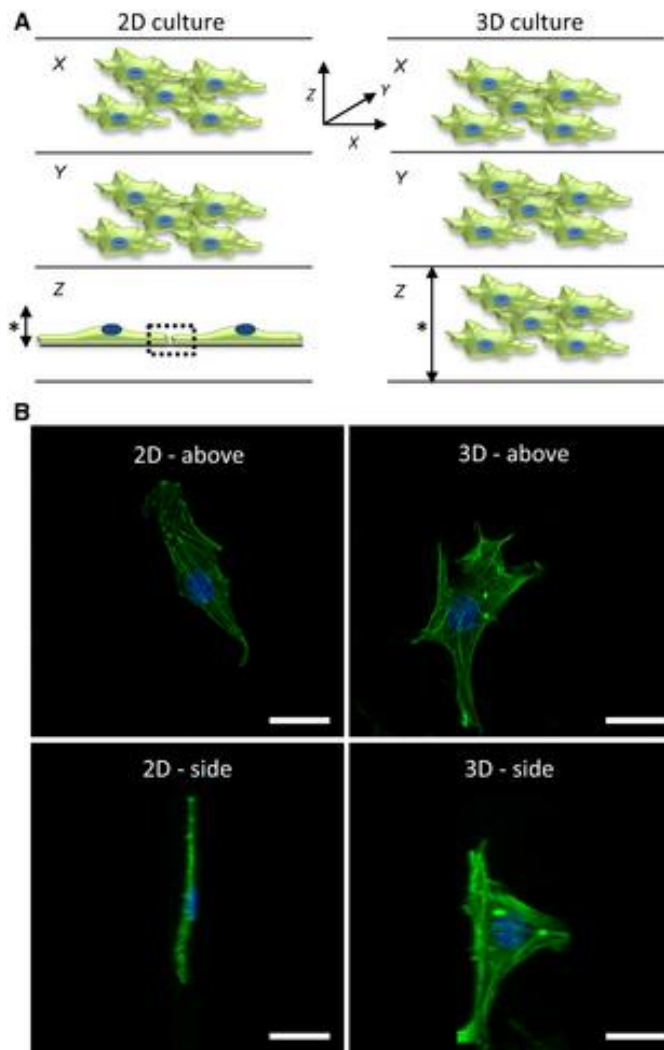 A
2D culture
3D culture
X
X
Z
Y
X
Y
Y
Z
Z
*
*
B
2D - above
3D - above
2D - side
3D - side